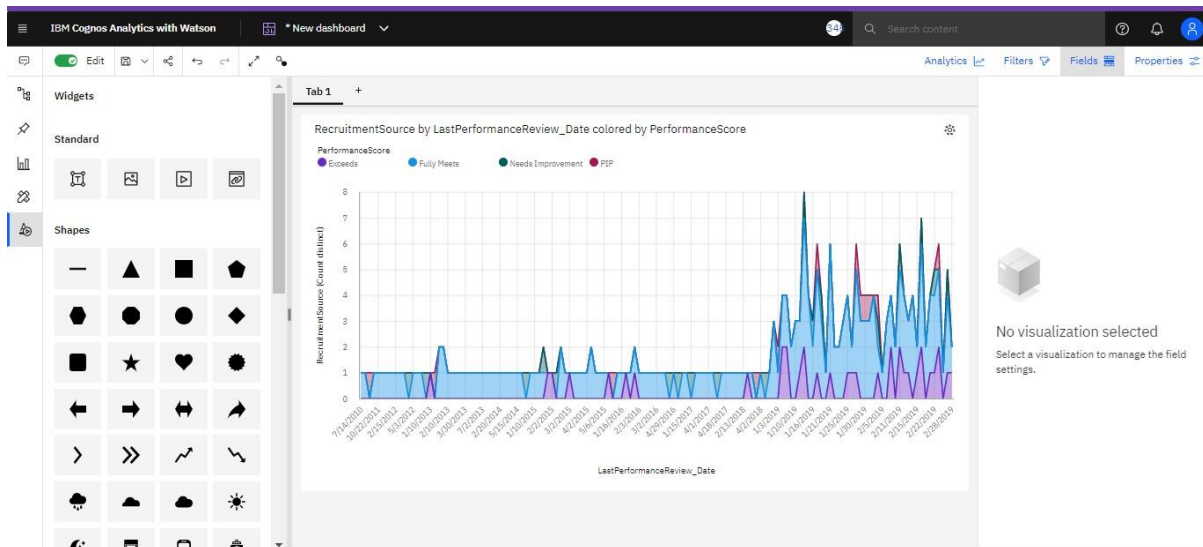 IBM Cognos Analytics with Watson
* New dashboard
Search content
Edit
Analytics
Filters
Fields
Properties
Widgets
Standard
Shapes
Tab 1 +
RecruitmentSource by LastPerformanceReview_Date colored by PerformanceScore
PerformanceScore
Exceeds
Fully Meets
Needs Improvement
PIP
RecruitmentSource (Count distinct)
8
7
6
5
4
3
2
1
0
7/14/2010
10/22/2011
2/15/2012
5/3/2012
1/10/2013
2/10/2013
3/30/2013
7/2/2013
2/20/2014
5/15/2014
1/10/2015
2/2/2015
3/2/2015
4/2/2015
5/6/2015
1/16/2016
2/3/2016
3/2/2016
4/29/2016
1/15/2017
4/1/2017
4/18/2017
2/13/2018
4/2/2018
1/3/2019
1/10/2019
1/16/2019
1/21/2019
1/25/2019
1/30/2019
2/5/2019
2/11/2019
2/15/2019
2/22/2019
2/28/2019
LastPerformanceReview_Date
No visualization selected
Select a visualization to manage the field
settings.